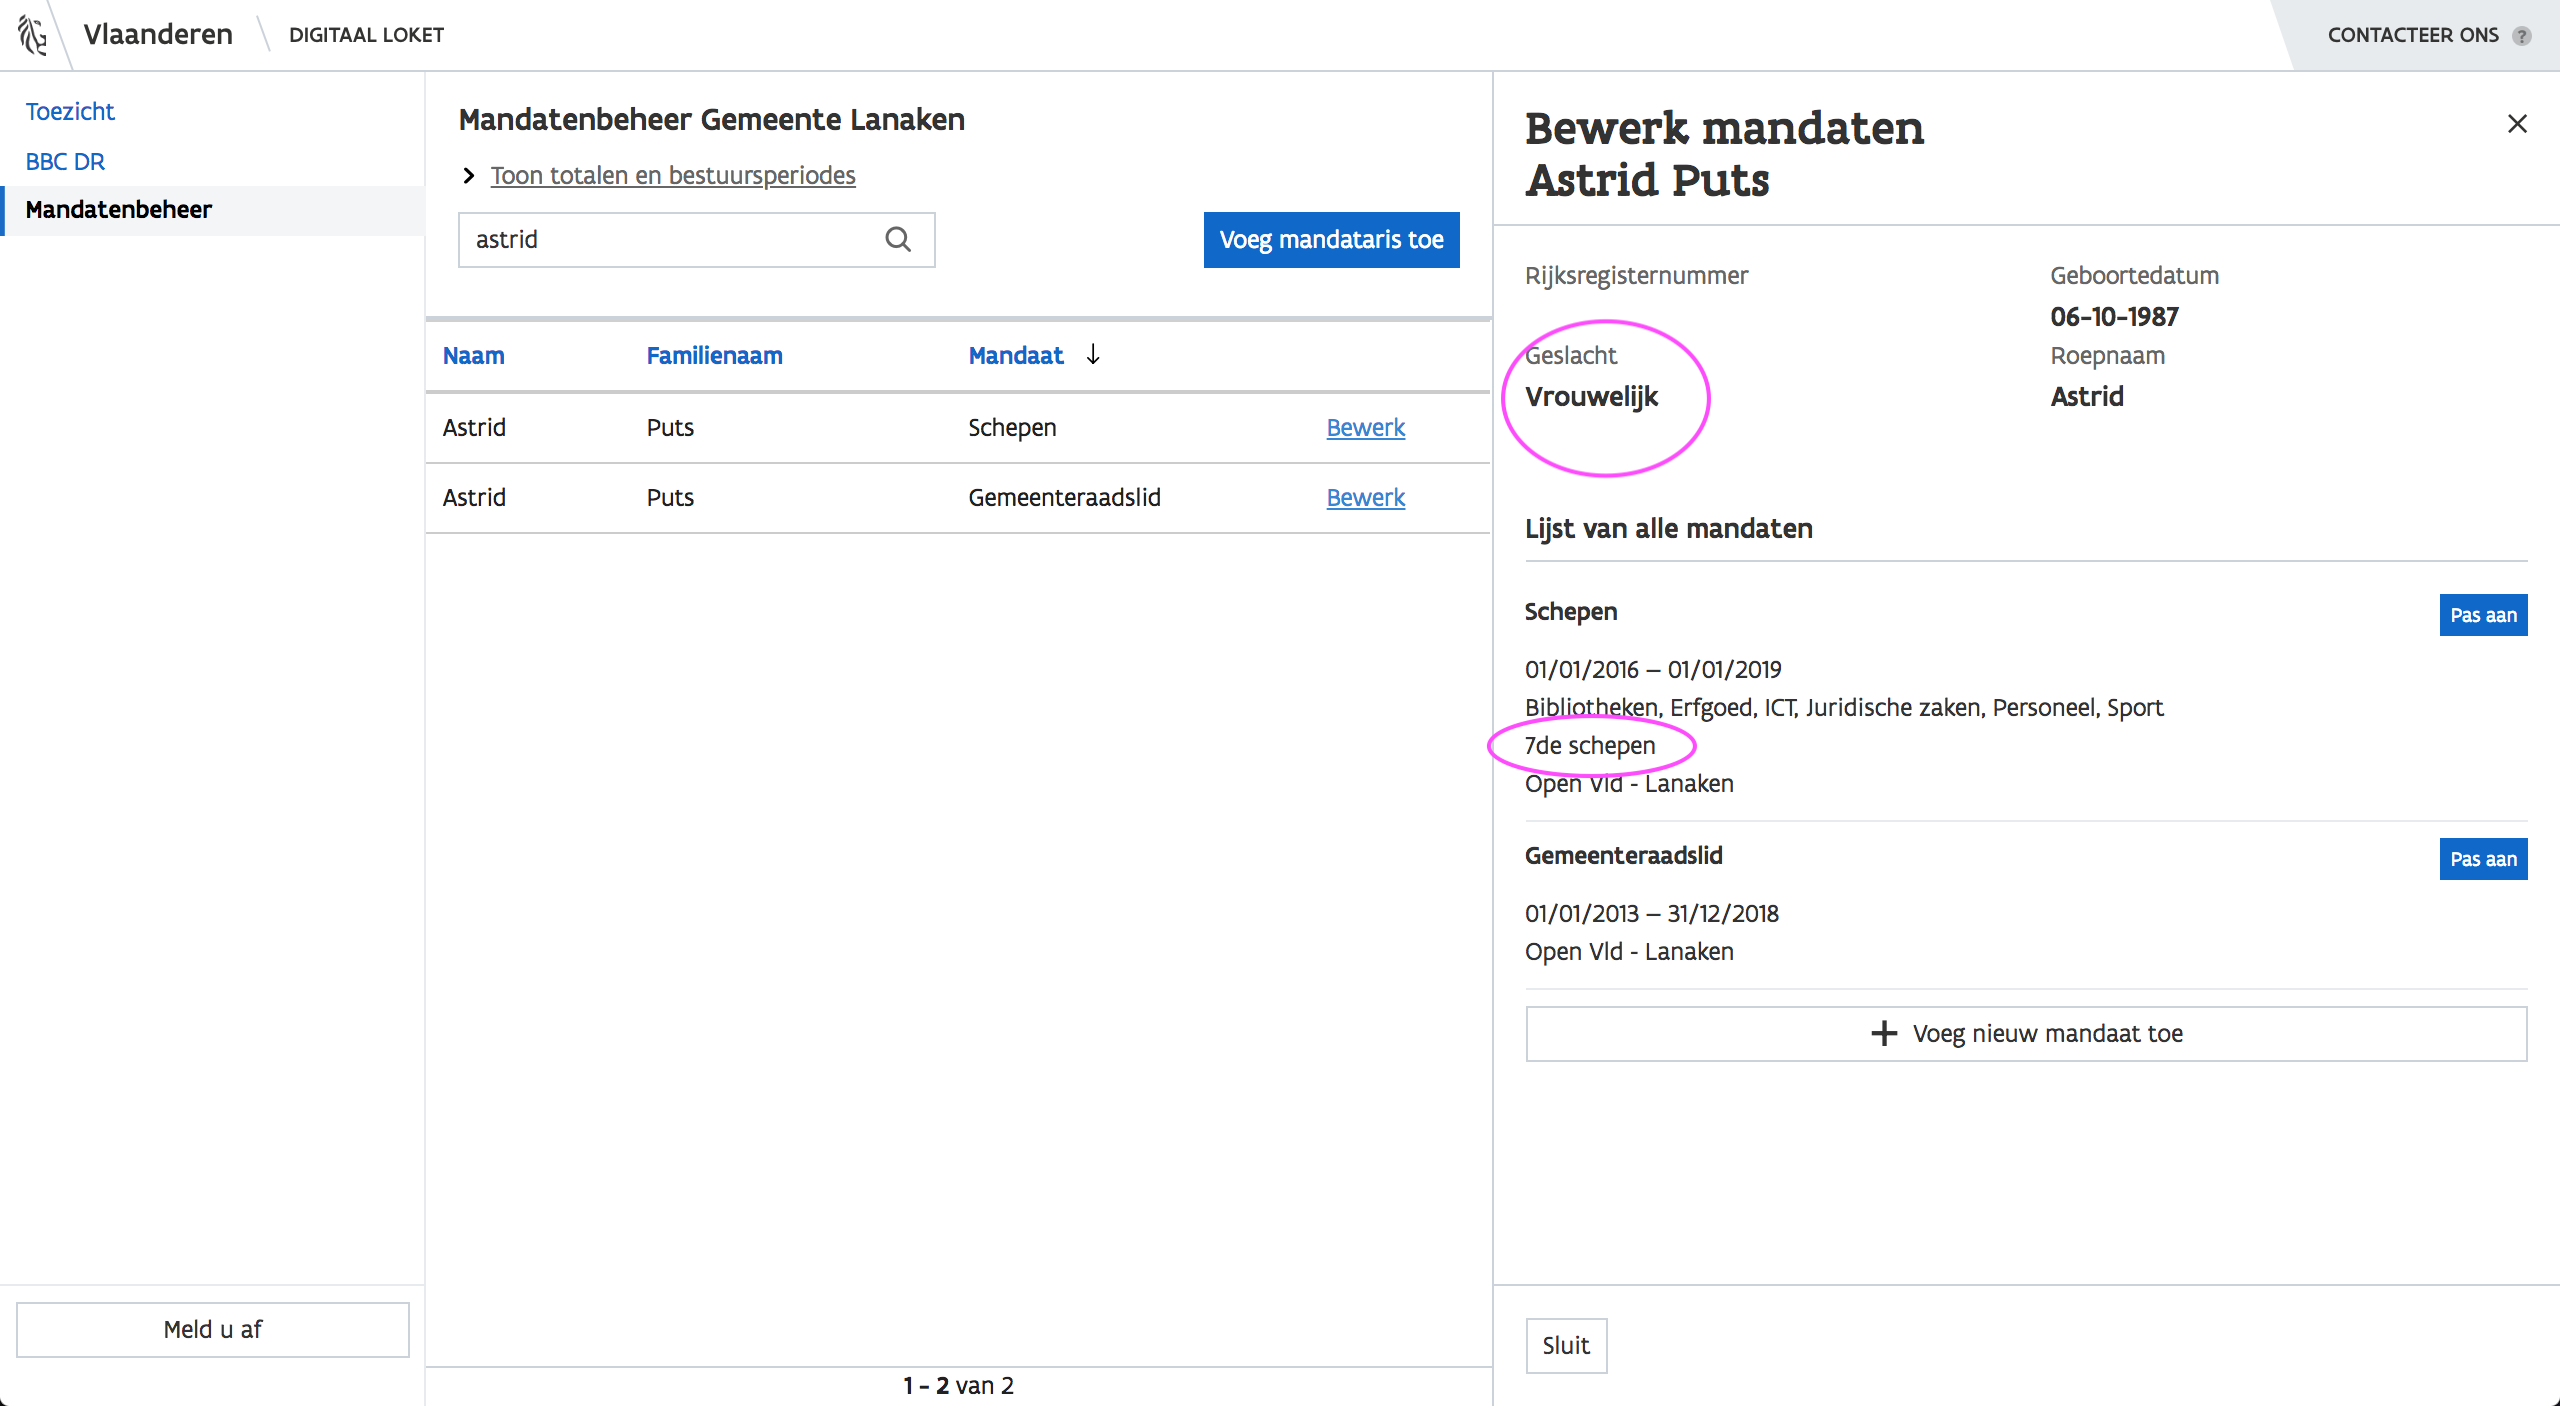 Vlaanderen
DIGITAAL LOKET
CONTACTEER ONS ?
Toezicht
BBC DR
Mandatenbeheer
Meld u af
Mandatenbeheer Gemeente Lanaken
Toon totalen en bestuursperiodes
astrid
Voeg mandataris toe
Naam Familienaam Mandaat ↓
Astrid Puts Schepen Bewerk
Astrid Puts Gemeenteraadslid Bewerk
1 - 2 van 2
Bewerk mandaten
Astrid Puts
Rijksregisternummer
Geboortedatum
06-10-1987
Geslacht
Vrouwelijk
Roepnaam
Astrid
Lijst van alle mandaten
Schepen
Pas aan
01/01/2016 – 01/01/2019
Bibliotheken, Erfgoed, ICT, Juridische zaken, Personeel, Sport
7de schepen
Open Vld - Lanaken
Gemeenteraadslid
Pas aan
01/01/2013 – 31/12/2018
Open Vld - Lanaken
Voeg nieuw mandaat toe
Sluit